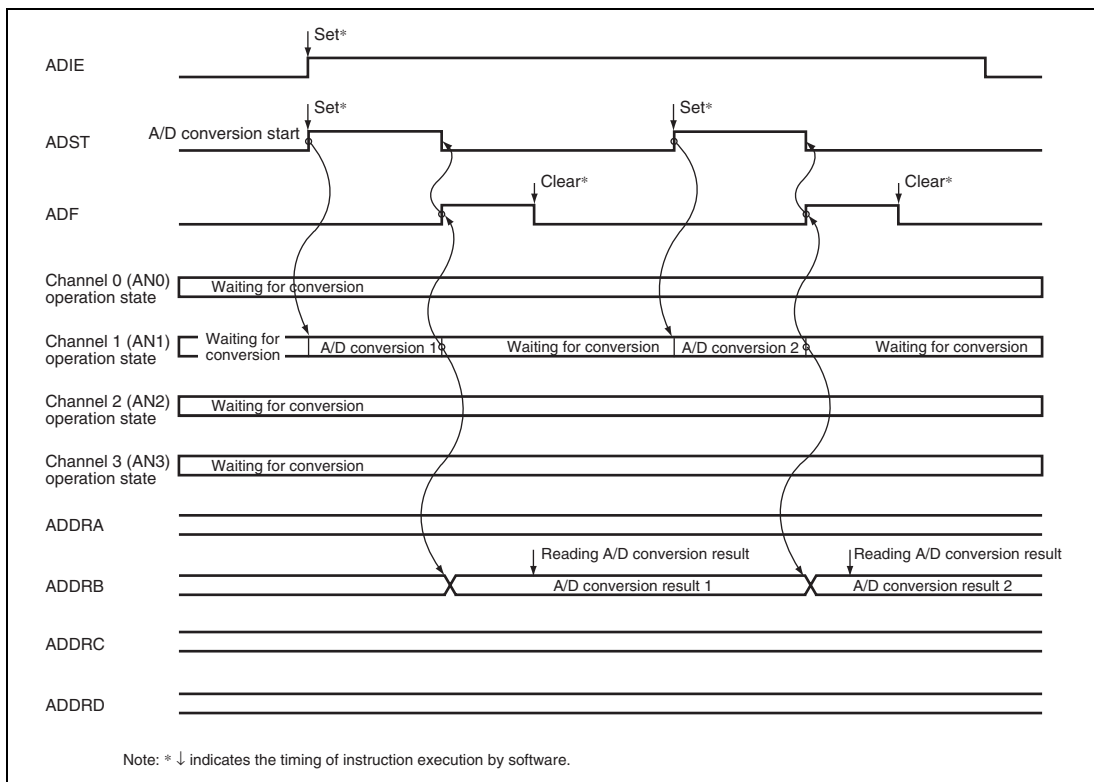 Set*
ADIE
Set*
Set*
A/D conversion start
ADST
Clear*
Clear*
ADF
Channel 0 (AN0)
operation state
Waiting for conversion
Channel 1 (AN1)
operation state
Waiting for
conversion
A/D conversion 1
Waiting for conversion
A/D conversion 2
Waiting for conversion
Channel 2 (AN2)
operation state
Waiting for conversion
Channel 3 (AN3)
operation state
Waiting for conversion
ADDRA
Reading A/D conversion result
Reading A/D conversion result
ADDRB
A/D conversion result 1
A/D conversion result 2
ADDRC
ADDRD
Note: * ↓ indicates the timing of instruction execution by software.